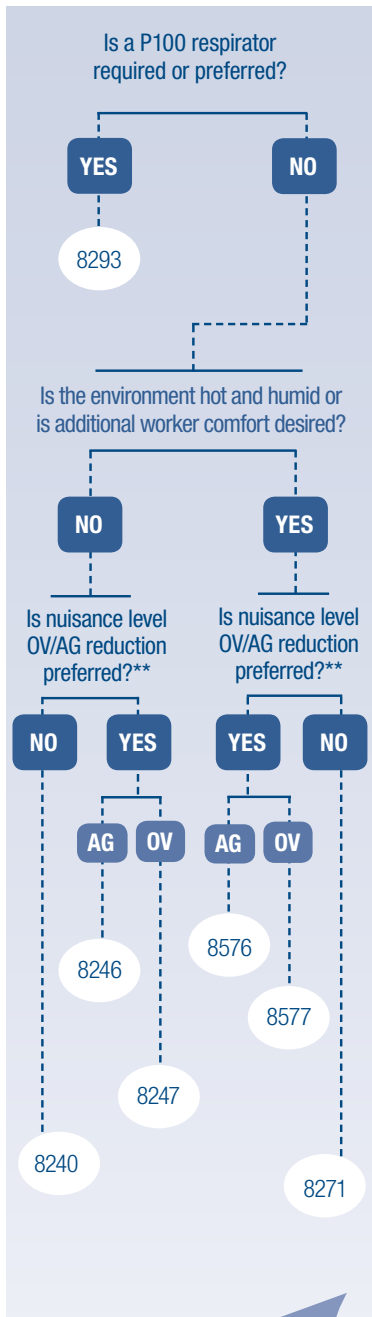 Is a P100 respirator
required or preferred?
YES
NO
8293
Is the environment hot and humid or
is additional worker comfort desired?
NO
YES
Is nuisance level
OV/AG reduction
preferred?**
Is nuisance level
OV/AG reduction
preferred?**
NO
YES
YES
NO
AG
OV
AG
OV
8246
8576
8577
8247
8240
8271